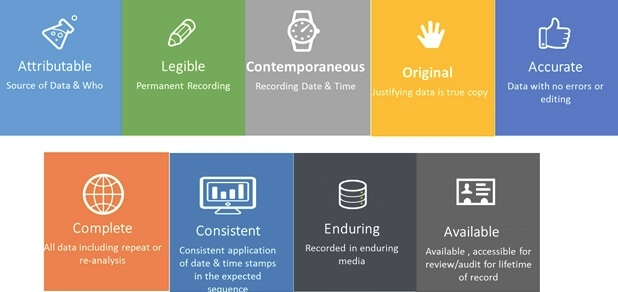 Attributable
Source of Data & Who
Legible
Permanent Recording
Contemporaneous
Recording Date & Time
Original
Justifying data is true copy
Accurate
Data with no errors or
editing
Complete
All data including repeat or
re-analysis
Consistent
Consistent application
of date & time stamps
in the expected
sequence
Enduring
Recorded in enduring
media
Available
Available , accessible for
review/audit for lifetime
of record